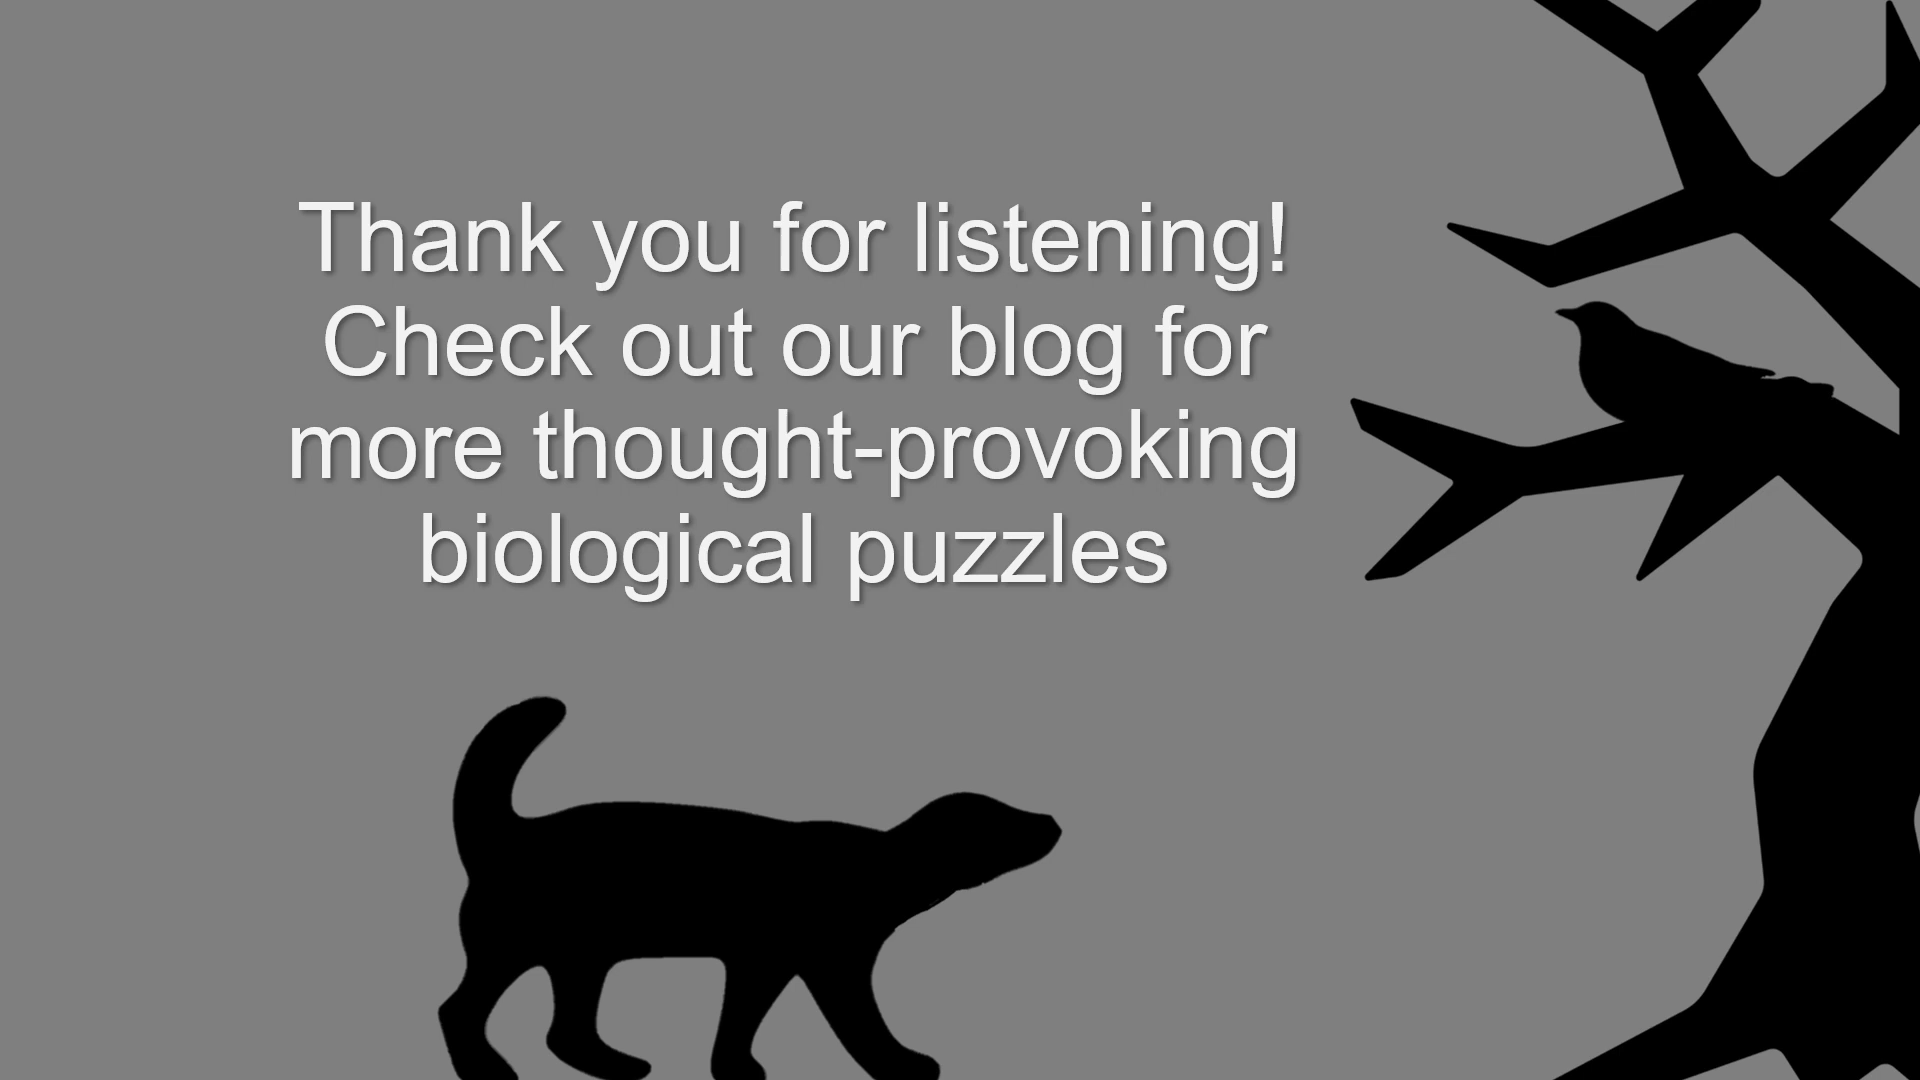 Thank you for listening!
Check out our blog for
more thought-provoking
biological puzzles